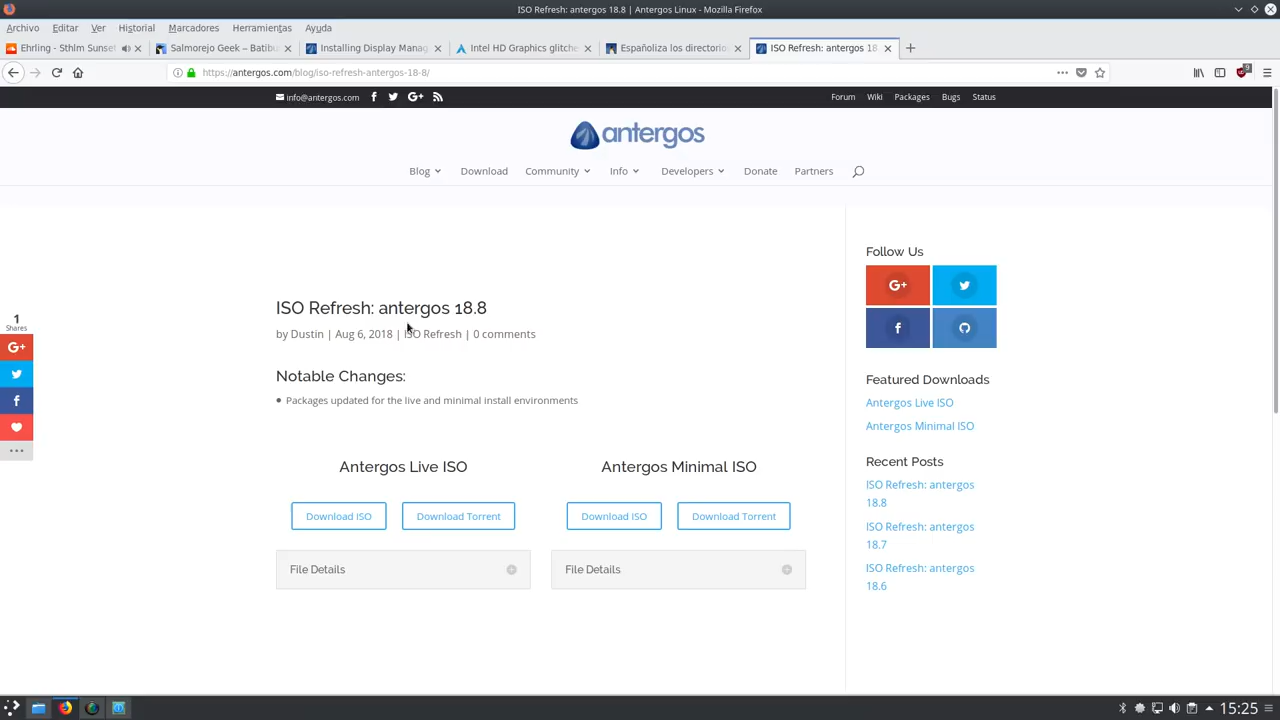 ISO Refresh: antergos 18.8 | Antergos Linux - Mozilla Firefox
Archivo Editar Ver Historial Marcadores Herramientas Ayuda
Ehrling - Sthlm Sunset
Salmorejo Geek – Batibu
Installing Display Manag
Intel HD Graphics glitche
Españoliza los directorio
ISO Refresh: antergos 18.
https://antergos.com/blog/iso-refresh-antergos-18-8/
9
info@antergos.com
Forum Wiki Packages Bugs Status
antergos
Blog Download Community Info Developers Donate Partners
1
Shares
ISO Refresh: antergos 18.8
by Dustin | Aug 6, 2018 | ISO Refresh | 0 comments
Notable Changes:
Packages updated for the live and minimal install environments
Antergos Live ISO
Download ISO Download Torrent
File Details
Antergos Minimal ISO
Download ISO Download Torrent
File Details
Follow Us
G+
Featured Downloads
Antergos Live ISO
Antergos Minimal ISO
Recent Posts
ISO Refresh: antergos
18.8
ISO Refresh: antergos
18.7
ISO Refresh: antergos
18.6
15:25